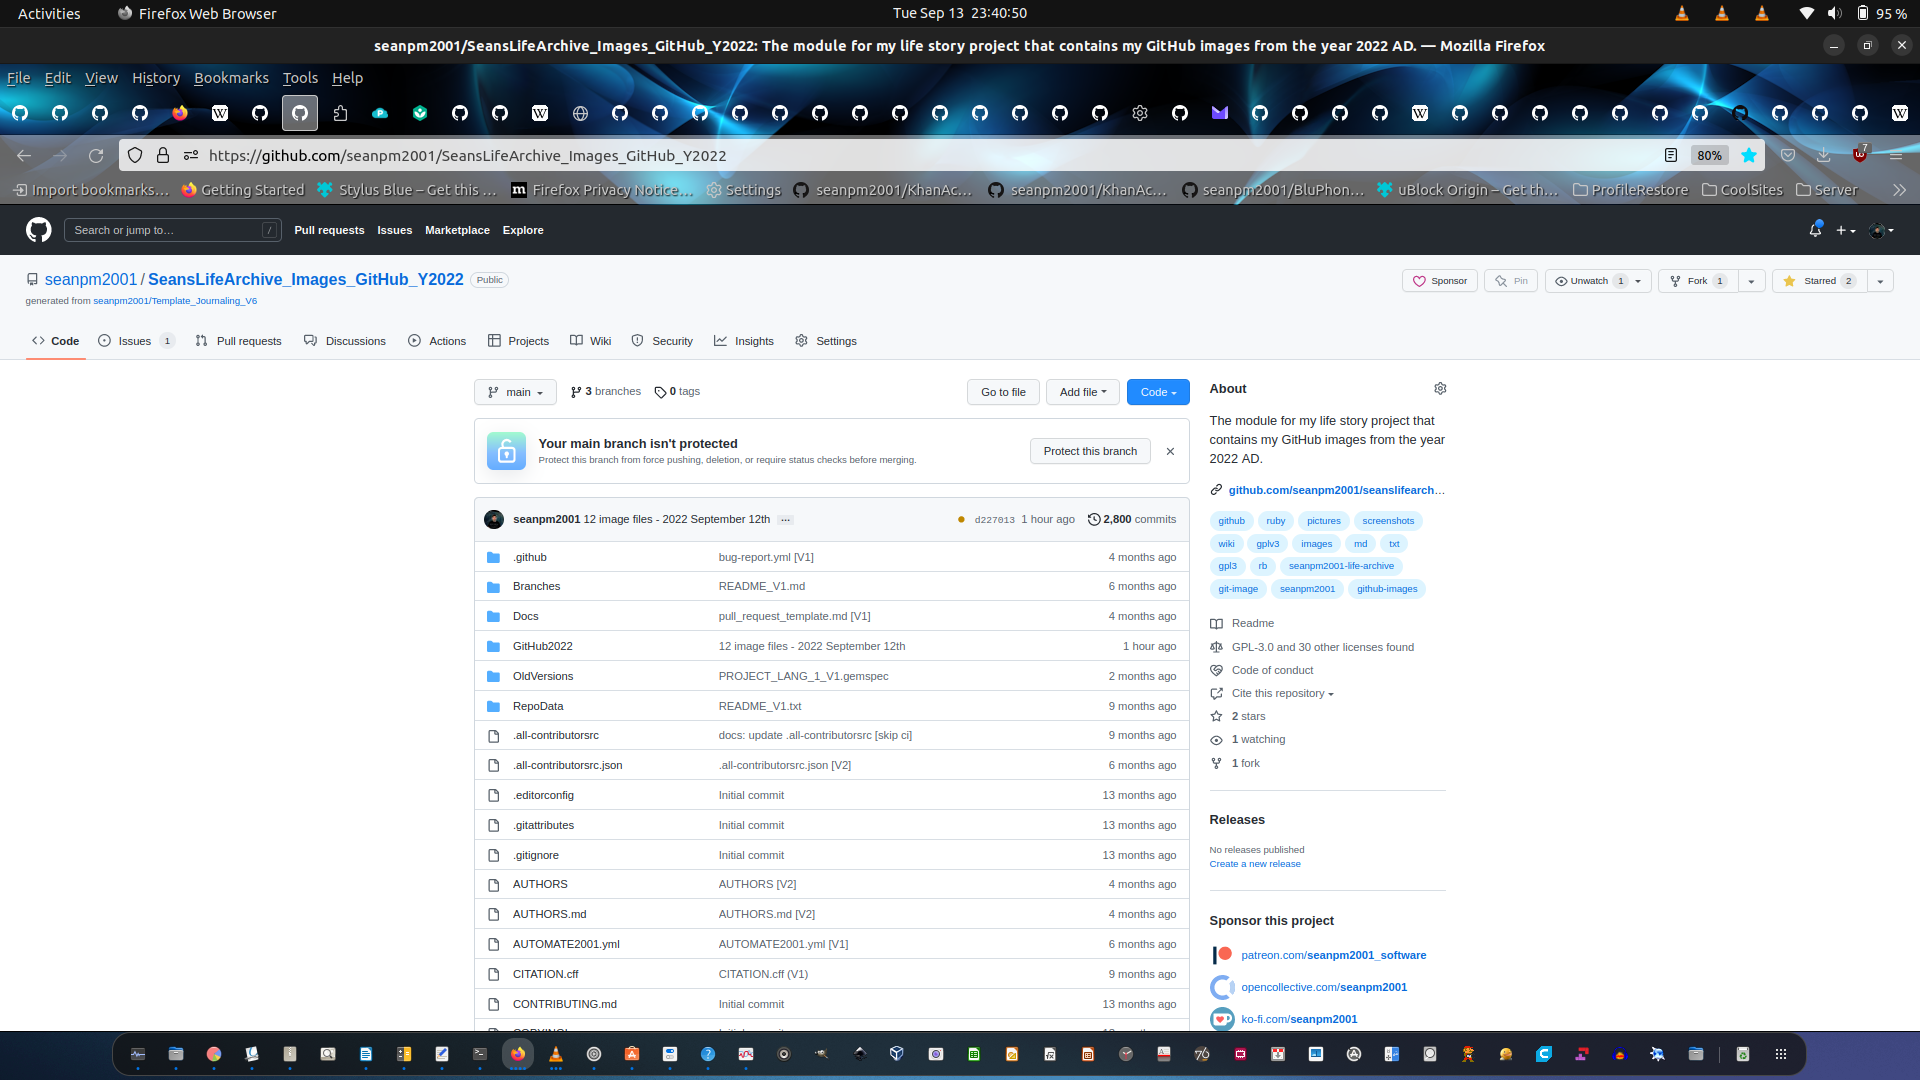 Activities Firefox Web Browser Tue Sep 13 23:40:50 95 %
seanpm2001/SeansLifeArchive_Images_GitHub_Y2022: The module for my life story project that contains my GitHub images from the year 2022 AD. — Mozilla Firefox
File Edit View History Bookmarks Tools Help
https://github.com/seanpm2001/SeansLifeArchive_Images_GitHub_Y2022 80% 7
Import bookmarks... Getting Started Stylus Blue – Get this ... Firefox Privacy Notice... Settings seanpm2001/KhanAc... seanpm2001/KhanAc... seanpm2001/BluPhon... uBlock Origin – Get th... ProfileRestore CoolSites Server
Search or jump to... / Pull requests Issues Marketplace Explore
seanpm2001 / SeansLifeArchive_Images_GitHub_Y2022 Public Sponsor Pin Unwatch 1 Fork 1 Starred 2
generated from seanpm2001/Template_Journaling_V6
Code Issues 1 Pull requests Discussions Actions Projects Wiki Security Insights Settings
main 3 branches 0 tags Go to file Add file Code
Your main branch isn't protected
Protect this branch from force pushing, deletion, or require status checks before merging.
Protect this branch
seanpm2001 12 image files - 2022 September 12th ... d227013 1 hour ago 2,800 commits
.github bug-report.yml [V1] 4 months ago
Branches README_V1.md 6 months ago
Docs pull_request_template.md [V1] 4 months ago
GitHub2022 12 image files - 2022 September 12th 1 hour ago
OldVersions PROJECT_LANG_1_V1.gemspec 2 months ago
RepoData README_V1.txt 9 months ago
.all-contributorsrc docs: update .all-contributorsrc [skip ci] 9 months ago
.all-contributorsrc.json .all-contributorsrc.json [V2] 6 months ago
.editorconfig Initial commit 13 months ago
.gitattributes Initial commit 13 months ago
.gitignore Initial commit 13 months ago
AUTHORS AUTHORS [V2] 4 months ago
AUTHORS.md AUTHORS.md [V2] 4 months ago
AUTOMATE2001.yml AUTOMATE2001.yml [V1] 6 months ago
CITATION.cff CITATION.cff (V1) 9 months ago
CONTRIBUTING.md Initial commit 13 months ago
About
The module for my life story project that
contains my GitHub images from the year
2022 AD.
github.com/seanpm2001/seanslifearch...
github ruby pictures screenshots
wiki gplv3 images md txt
gpl3 rb seanpm2001-life-archive
git-image seanpm2001 github-images
Readme
GPL-3.0 and 30 other licenses found
Code of conduct
Cite this repository
2 stars
1 watching
1 fork
Releases
No releases published
Create a new release
Sponsor this project
patreon.com/seanpm2001_software
opencollective.com/seanpm2001
ko-fi.com/seanpm2001